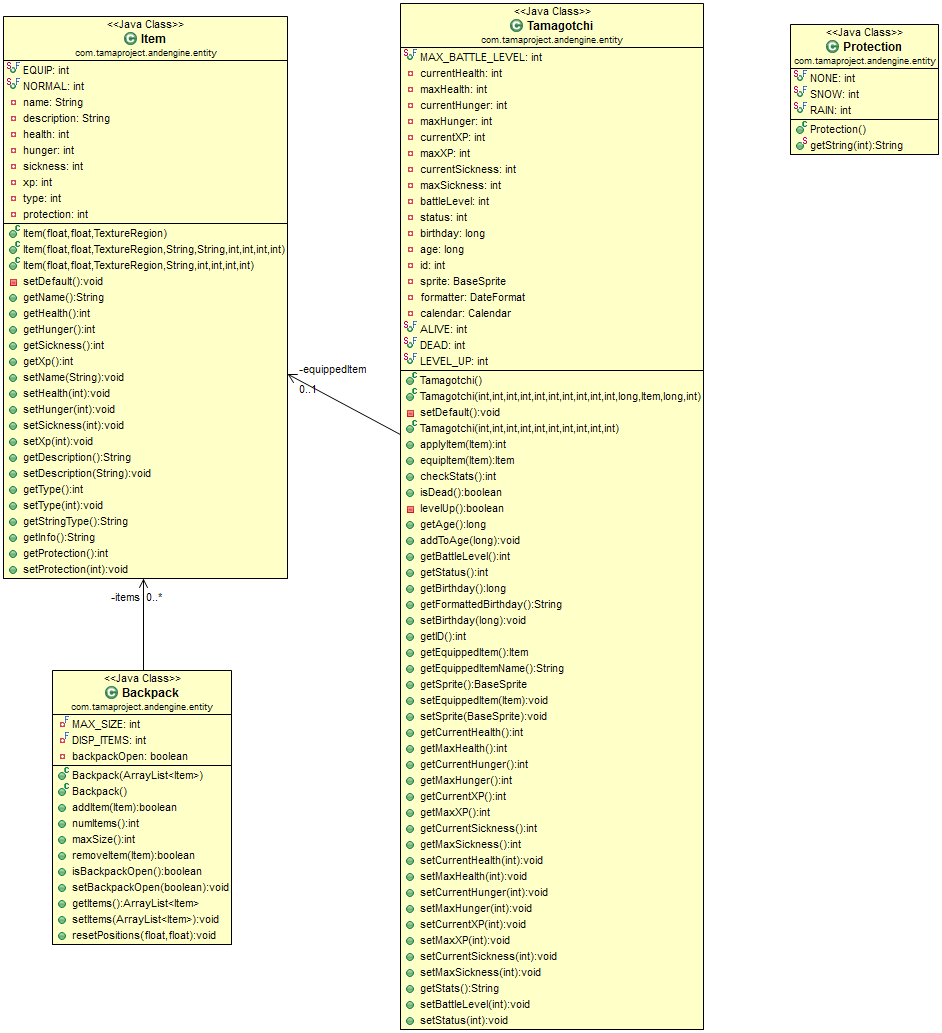 <<Java Class>>
Item
com.tamaproject.andengine.entity
EQUIP: int
NORMAL: int
name: String
description: String
health: int
hunger: int
sickness: int
xp: int
type: int
protection: int
Item(float,float,TextureRegion)
Item(float,float,TextureRegion,String,String,int,int,int,int)
Item(float,float,TextureRegion,String,int,int,int,int)
setDefault():void
getName():String
getHealth():int
getHunger():int
getSickness():int
getXp():int
setName(String):void
setHealth(int):void
setHunger(int):void
setSickness(int):void
setXp(int):void
getDescription():String
setDescription(String):void
getType():int
setType(int):void
getStringType():String
getInfo():String
getProtection():int
setProtection(int):void
-items 0..*
<<Java Class>>
Backpack
com.tamaproject.andengine.entity
MAX_SIZE: int
DISP_ITEMS: int
backpackOpen: boolean
Backpack(ArrayList<Item>)
Backpack()
addItem(Item):boolean
numItems():int
maxSize():int
removeItem(Item):boolean
isBackpackOpen():boolean
setBackpackOpen(boolean):void
getItems():ArrayList<Item>
setItems(ArrayList<Item>):void
resetPositions(float,float):void
-equippedItem
0..1
<<Java Class>>
Tamagotchi
com.tamaproject.andengine.entity
MAX_BATTLE_LEVEL: int
currentHealth: int
maxHealth: int
currentHunger: int
maxHunger: int
currentXP: int
maxXP: int
currentSickness: int
maxSickness: int
battleLevel: int
status: int
birthday: long
age: long
id: int
sprite: BaseSprite
formatter: DateFormat
calendar: Calendar
ALIVE: int
DEAD: int
LEVEL_UP: int
Tamagotchi()
Tamagotchi(int,int,int,int,int,int,int,int,int,int,long,Item,long,int)
setDefault():void
Tamagotchi(int,int,int,int,int,int,int,int,int,int)
applyItem(Item):int
equipItem(Item):Item
checkStats():int
isDead():boolean
levelUp():boolean
getAge():long
addToAge(long):void
getBattleLevel():int
getStatus():int
getBirthday():long
getFormattedBirthday():String
setBirthday(long):void
getID():int
getEquippedItem():Item
getEquippedItemName():String
getSprite():BaseSprite
setEquippedItem(Item):void
setSprite(BaseSprite):void
getCurrentHealth():int
getMaxHealth():int
getCurrentHunger():int
getMaxHunger():int
getCurrentXP():int
getMaxXP():int
getCurrentSickness():int
getMaxSickness():int
setCurrentHealth(int):void
setMaxHealth(int):void
setCurrentHunger(int):void
setMaxHunger(int):void
setCurrentXP(int):void
setMaxXP(int):void
setCurrentSickness(int):void
setMaxSickness(int):void
getStats():String
setBattleLevel(int):void
setStatus(int):void
<<Java Class>>
Protection
com.tamaproject.andengine.entity
NONE: int
SNOW: int
RAIN: int
Protection()
getString(int):String